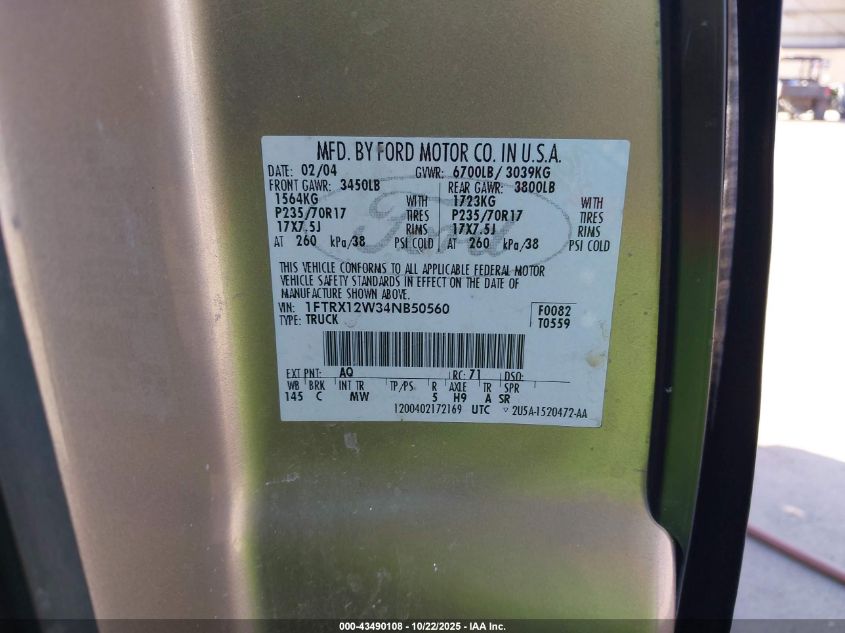 MFD. BY FORD MOTOR CO. IN U.S.A.
DATE: 02/04 GVWR: 6700LB/ 3039KG
FRONT GAWR: 3450LB REAR GAWR: 3800LB
1564KG WITH 1723KG WITH
P235/70R17 TIRES P235/70R17 TIRES
17X7.5J RIMS 17X7.5J RIMS
AT 260 kPa/38 PSI COLD AT 260 kPa/38 PSI COLD
Ford
THIS VEHICLE CONFORMS TO ALL APPLICABLE FEDERAL MOTOR
VEHICLE SAFETY STANDARDS IN EFFECT ON THE DATE OF
MANUFACTURE SHOWN ABOVE.
VIN: 1FTRX12W34NB50560 F0082
TYPE: TRUCK T0559
EXT PNT: AQ RC: 71 DSO:
WB BRK INT TR TP/PS R AXLE TR SPR
145 C MW 5 H9 A SR
1200402172169 UTC 2U5A-1520472-AA
000-43490108 - 10/22/2025 - IAA Inc.